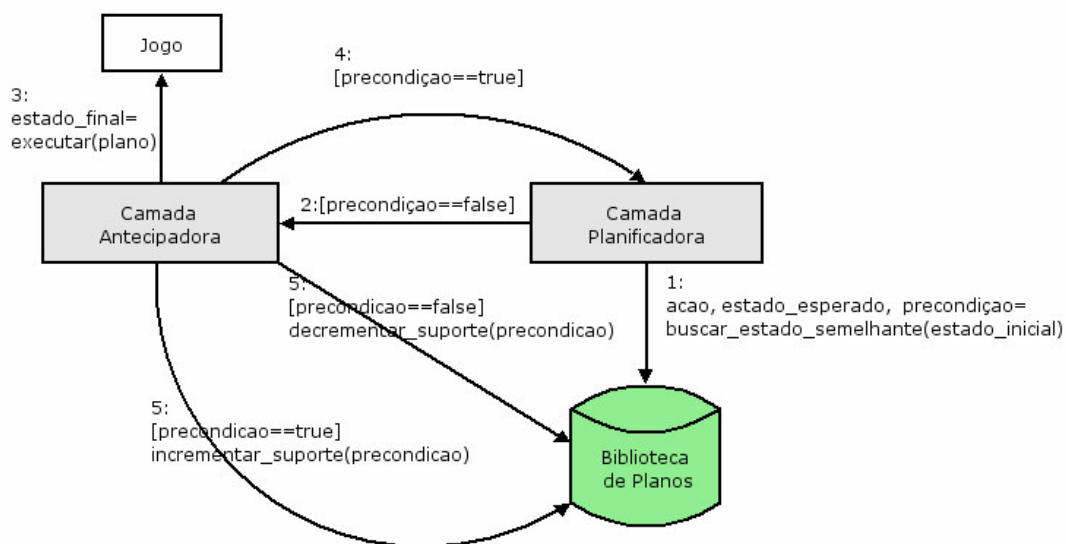 Jogo
4:
[precondiçao==true]
3:
estado_final=
executar(plano)
Camada
Antecipadora
2:[precondiçao==false]
Camada
Planificadora
5:
[precondicao==false]
decrementar_suporte(precondicao)
1:
acao, estado_esperado, precondiçao=
buscar_estado_semelhante(estado_inicial)
5:
[precondicao==true]
incrementar_suporte(precondicao)
Biblioteca
de Planos